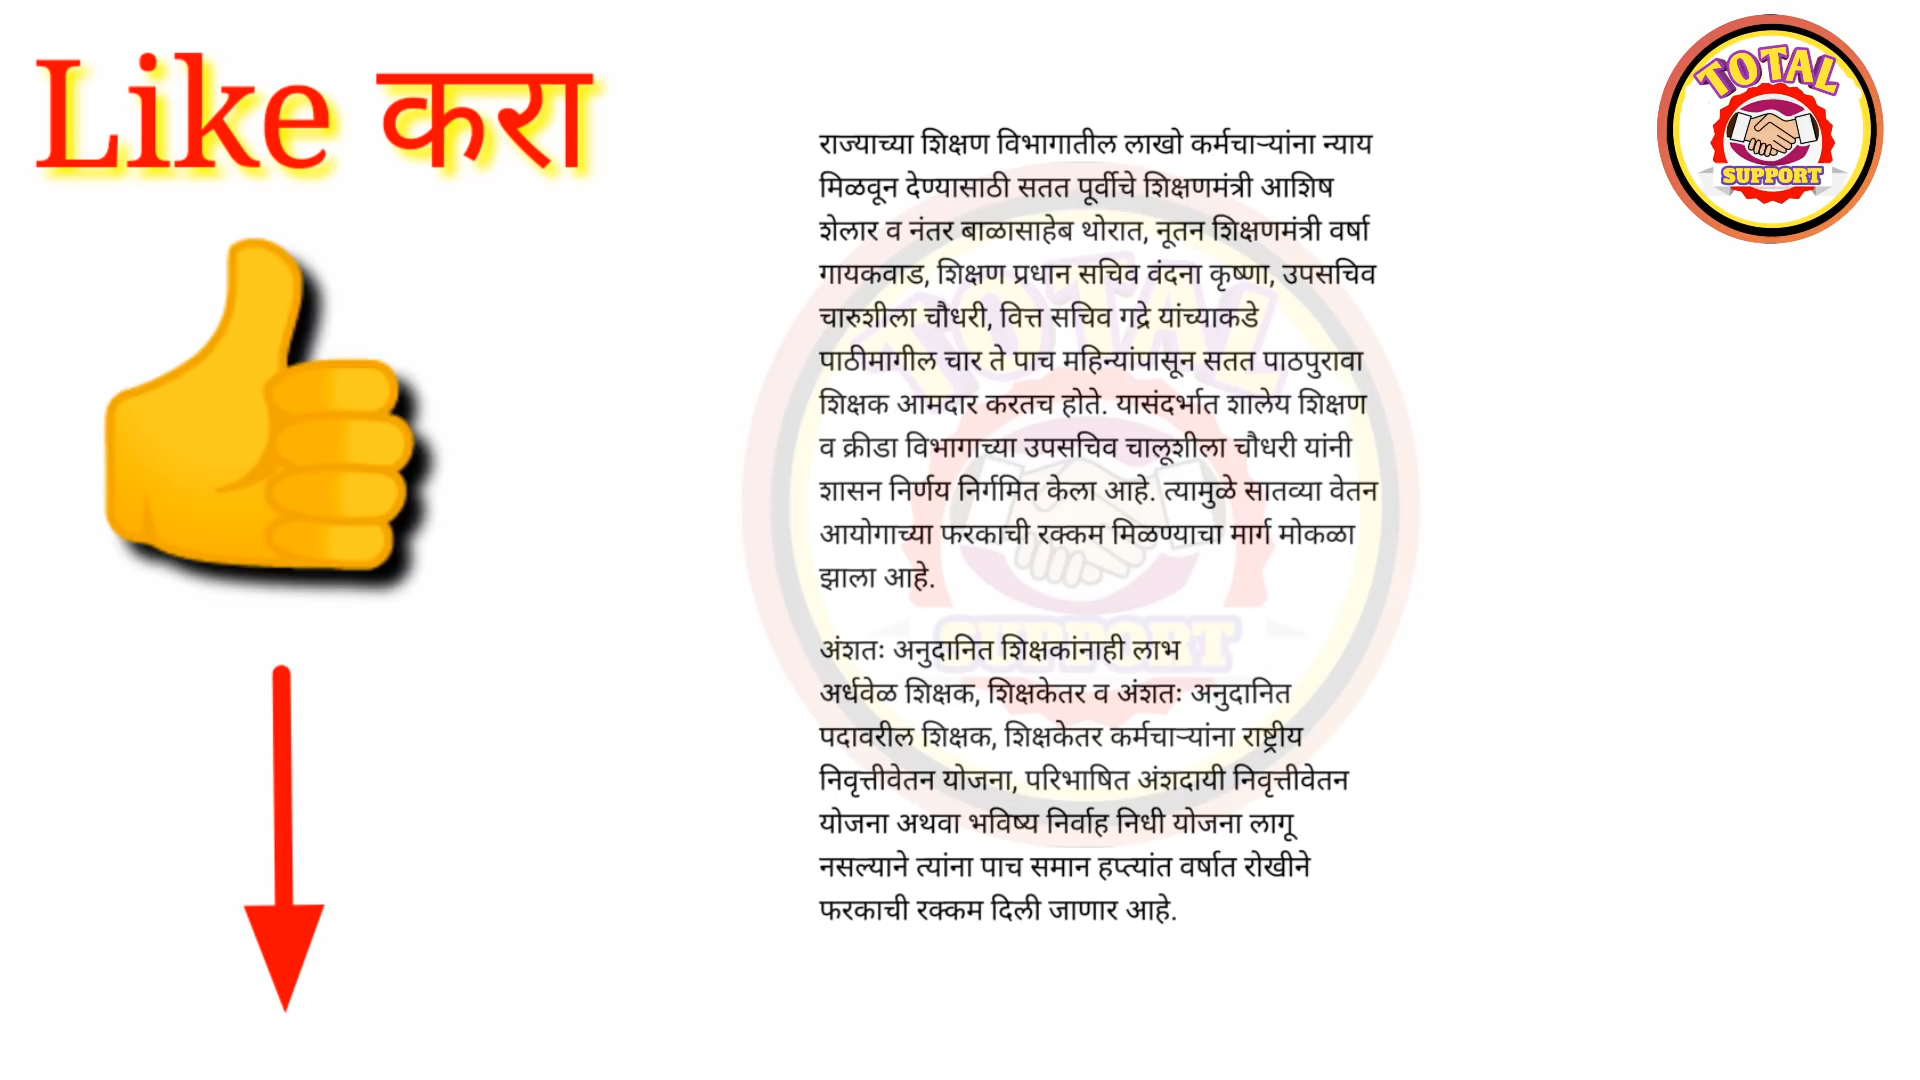 Like करा
TOTAL
SUPPORT
राज्याच्या शिक्षण विभागातील लाखो कर्मचाऱ्यांना न्याय
मिळवून देण्यासाठी सतत पूर्वीचे शिक्षणमंत्री आशिष
शेलार व नंतर बाळासाहेब थोरात, नूतन शिक्षणमंत्री वर्षा
गायकवाड, शिक्षण प्रधान सचिव वंदना कृष्णा, उपसचिव
चारुशीला चौधरी, वित्त सचिव गद्रे यांच्याकडे
पाठीमागील चार ते पाच महिन्यांपासून सतत पाठपुरावा
शिक्षक आमदार करतच होते. यासंदर्भात शालेय शिक्षण
व क्रीडा विभागाच्या उपसचिव चालूशीला चौधरी यांनी
शासन निर्णय निर्गमित केला आहे. त्यामुळे सातव्या वेतन
आयोगाच्या फरकाची रक्कम मिळण्याचा मार्ग मोकळा
झाला आहे.
अंशतः अनुदानित शिक्षकांनाही लाभ
अर्धवेळ शिक्षक, शिक्षकेतर व अंशतः अनुदानित
पदावरील शिक्षक, शिक्षकेतर कर्मचाऱ्यांना राष्ट्रीय
निवृत्तीवेतन योजना, परिभाषित अंशदायी निवृत्तीवेतन
योजना अथवा भविष्य निर्वाह निधी योजना लागू
नसल्याने त्यांना पाच समान हप्त्यांत वर्षात रोखीने
फरकाची रक्कम दिली जाणार आहे.
TOTAL
SUPPORT